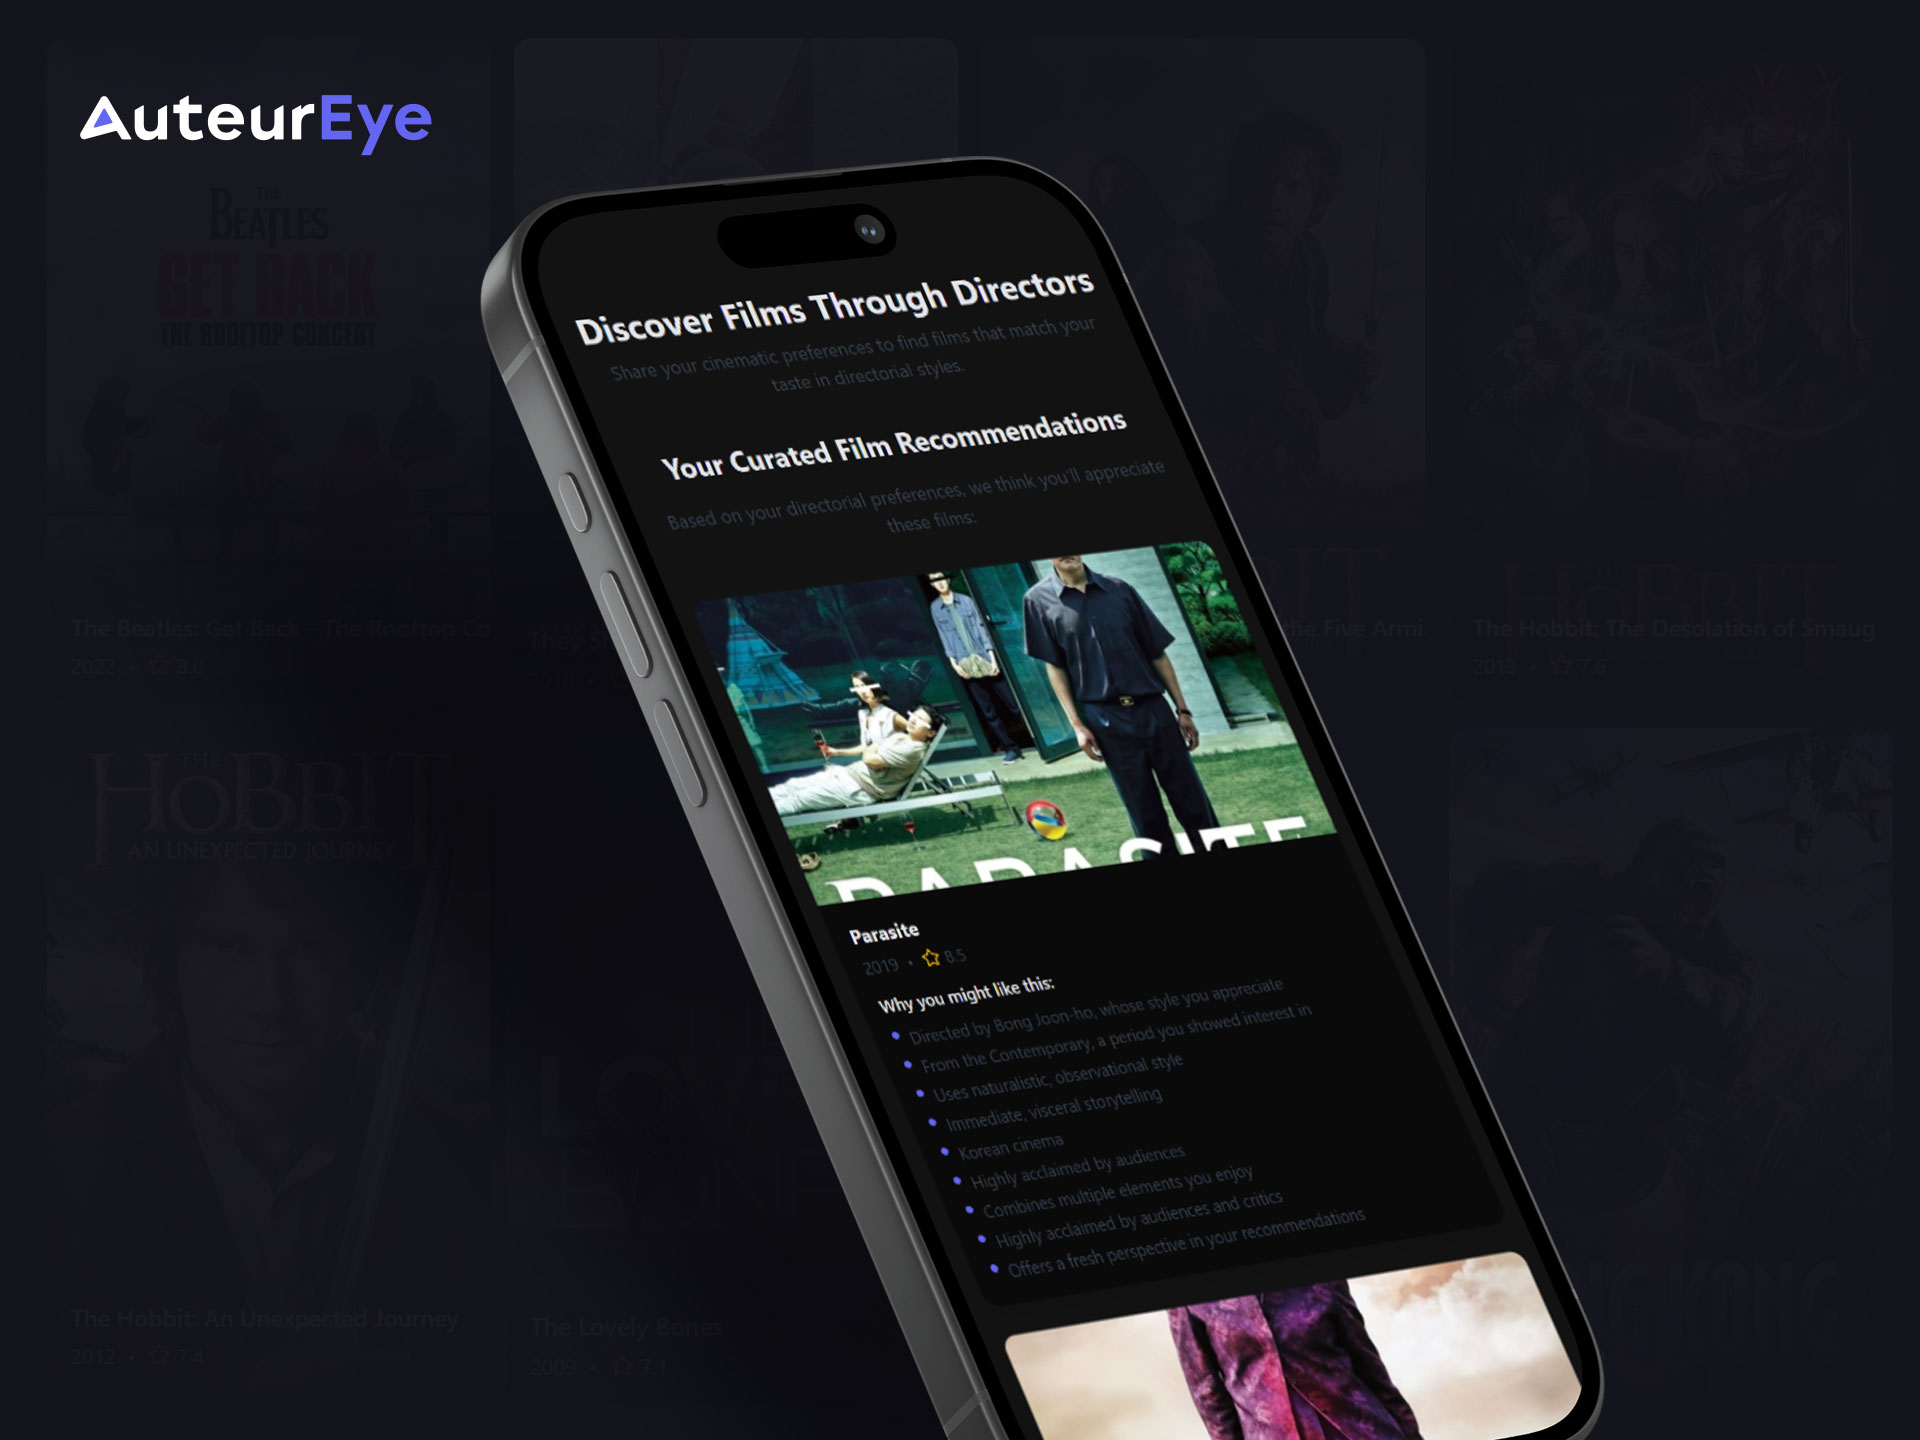 AuteurEye
THE
BEATLES
GET BACK
THE ROOFTOP CONCERT
The Beatles: Get Back - The Rooftop Co
2022 • 8.0
They Sh
2018 •
the Five Armi
THE
HOBBIT
The Hobbit: The Desolation of Smaug
2013 • 7.6
THE
HOBBIT
AN UNEXPECTED JOURNEY
The Hobbit: An Unexpected Journey
2012 • 7.4
THE
LOVE
BONE
The Lovely Bones
2009 • 7.1
KONG
Discover Films Through Directors
Share your cinematic preferences to find films that match your
taste in directorial styles.
Your Curated Film Recommendations
Based on your directorial preferences, we think you'll appreciate
these films:
PARASITE
Parasite
2019 • 8.5
Why you might like this:
• Directed by Bong Joon-ho, whose style you appreciate
• From the Contemporary, a period you showed interest in
• Uses naturalistic, observational style
• Immediate, visceral storytelling
• Korean cinema
• Highly acclaimed by audiences
• Combines multiple elements you enjoy
• Highly acclaimed by audiences and critics
• Offers a fresh perspective in your recommendations